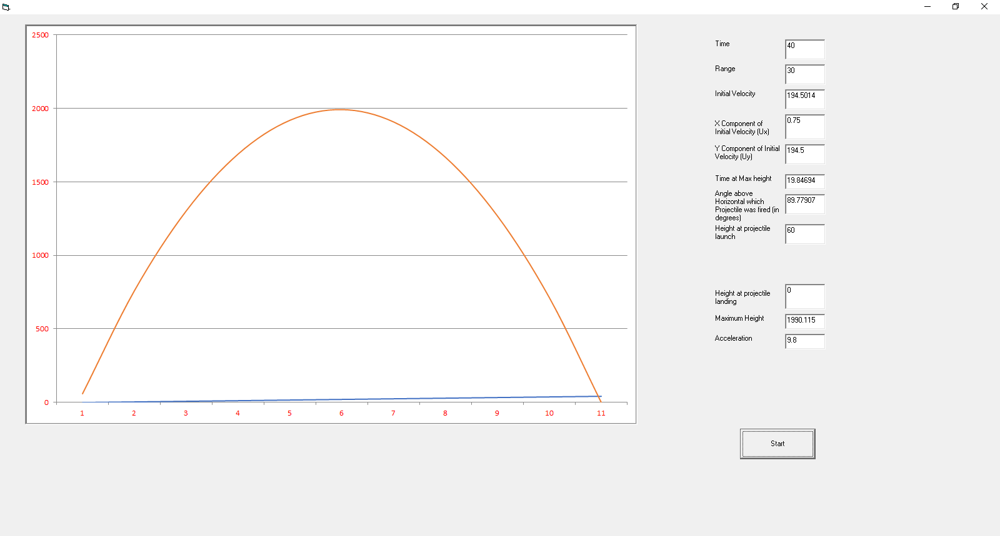 2500
2000
1500
1000
500
0
1 2 3 4 5 6 7 8 9 10 11
Time 40
Range 30
Initial Velocity 194.5014
X Component of
Initial Velocity (Ux) 0.75
Y Component of Initial
Velocity (Uy) 194.5
Time at Max height 19.84694
Angle above
Horizontal which
Projectile was fired (in
degrees) 89.77907
Height at projectile
launch 60
Height at projectile
landing 0
Maximum Height 1990.115
Acceleration 9.8
Start